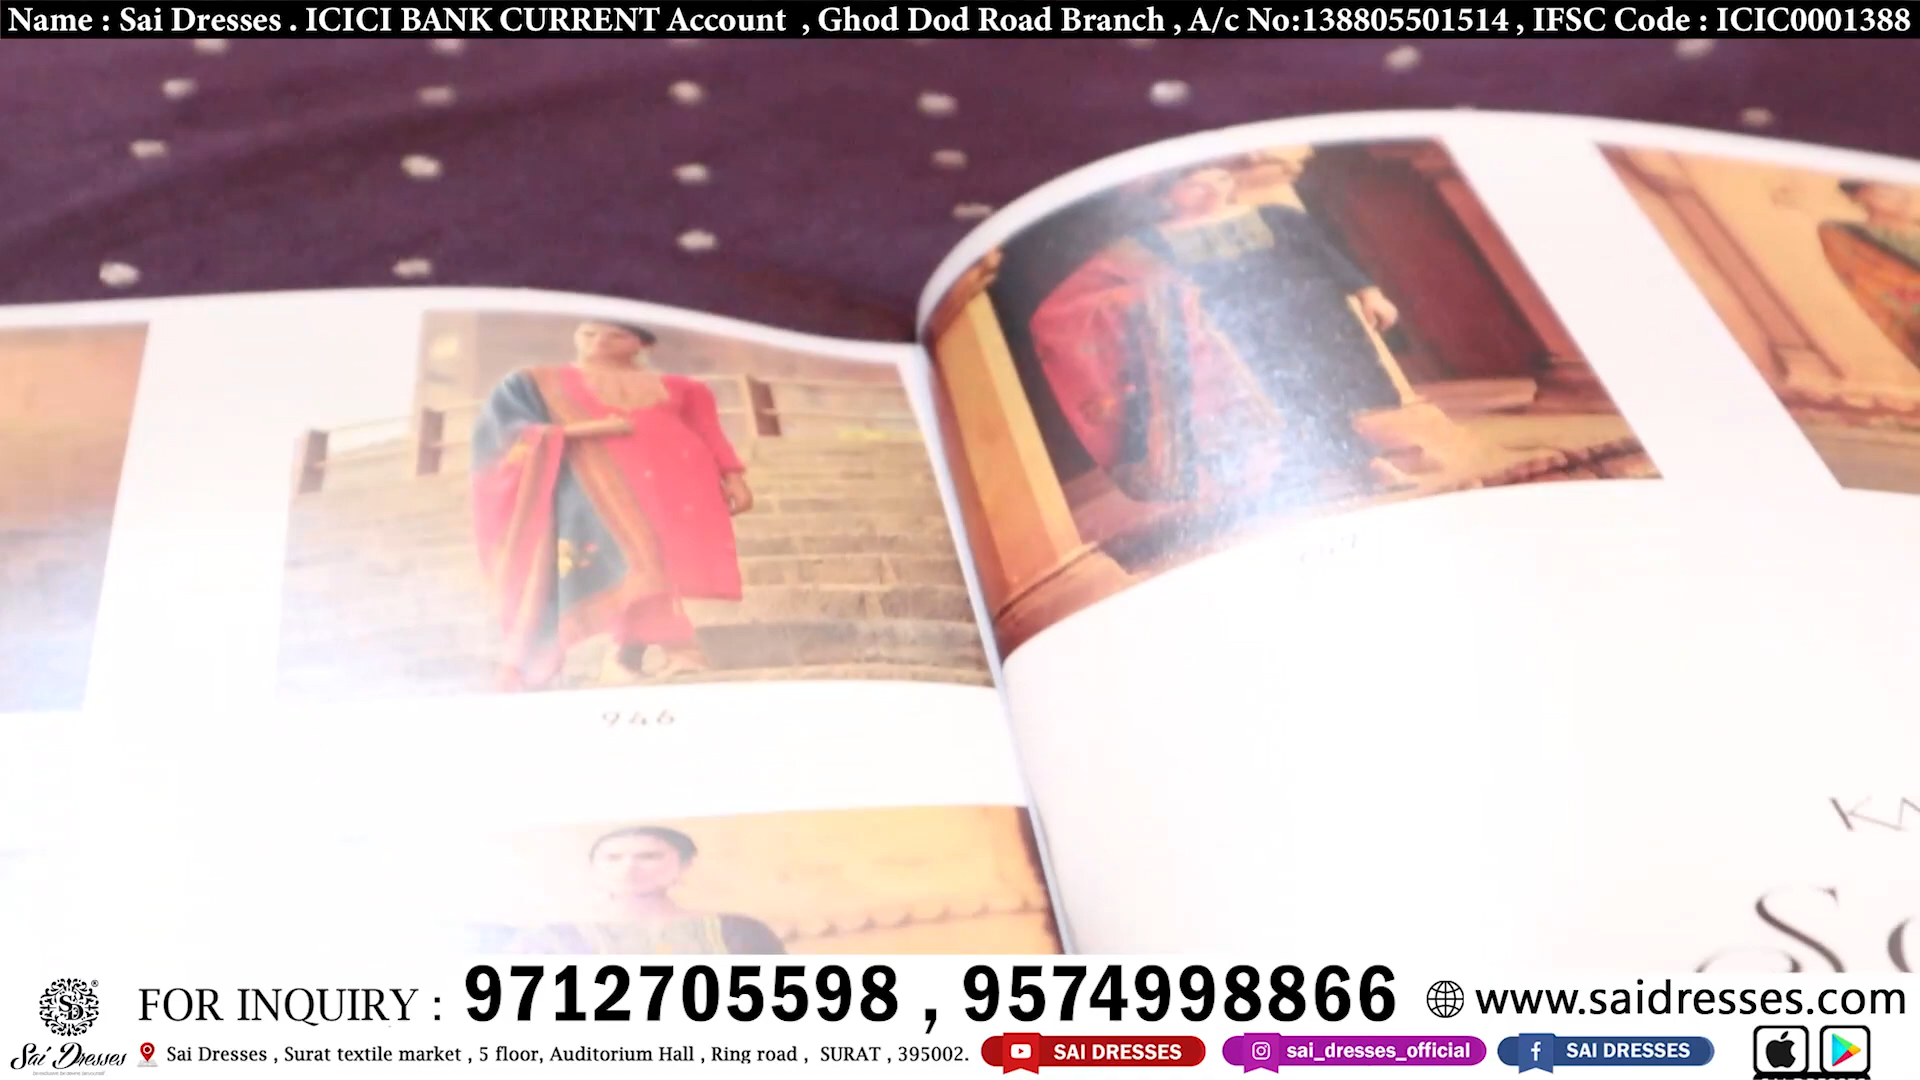 Name : Sai Dresses . ICICI BANK CURRENT Account , Ghod Dod Road Branch , A/c No:138805501514 , IFSC Code : ICIC0001388
946
FOR INQUIRY : 9712705598 , 9574998866
www.saidresses.com
Sai Dresses
Sai Dresses , Surat textile market , 5 floor, Auditorium Hall , Ring road , SURAT , 395002.
SAI DRESSES
sai_dresses_official
SAI DRESSES